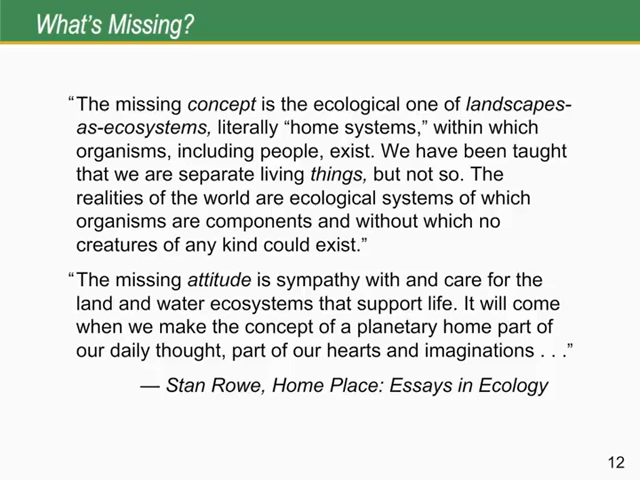 What's Missing?
“The missing concept is the ecological one of landscapes-
as-ecosystems, literally “home systems,” within which
organisms, including people, exist. We have been taught
that we are separate living things, but not so. The
realities of the world are ecological systems of which
organisms are components and without which no
creatures of any kind could exist.”
“The missing attitude is sympathy with and care for the
land and water ecosystems that support life. It will come
when we make the concept of a planetary home part of
our daily thought, part of our hearts and imaginations . . .”
— Stan Rowe, Home Place: Essays in Ecology
12